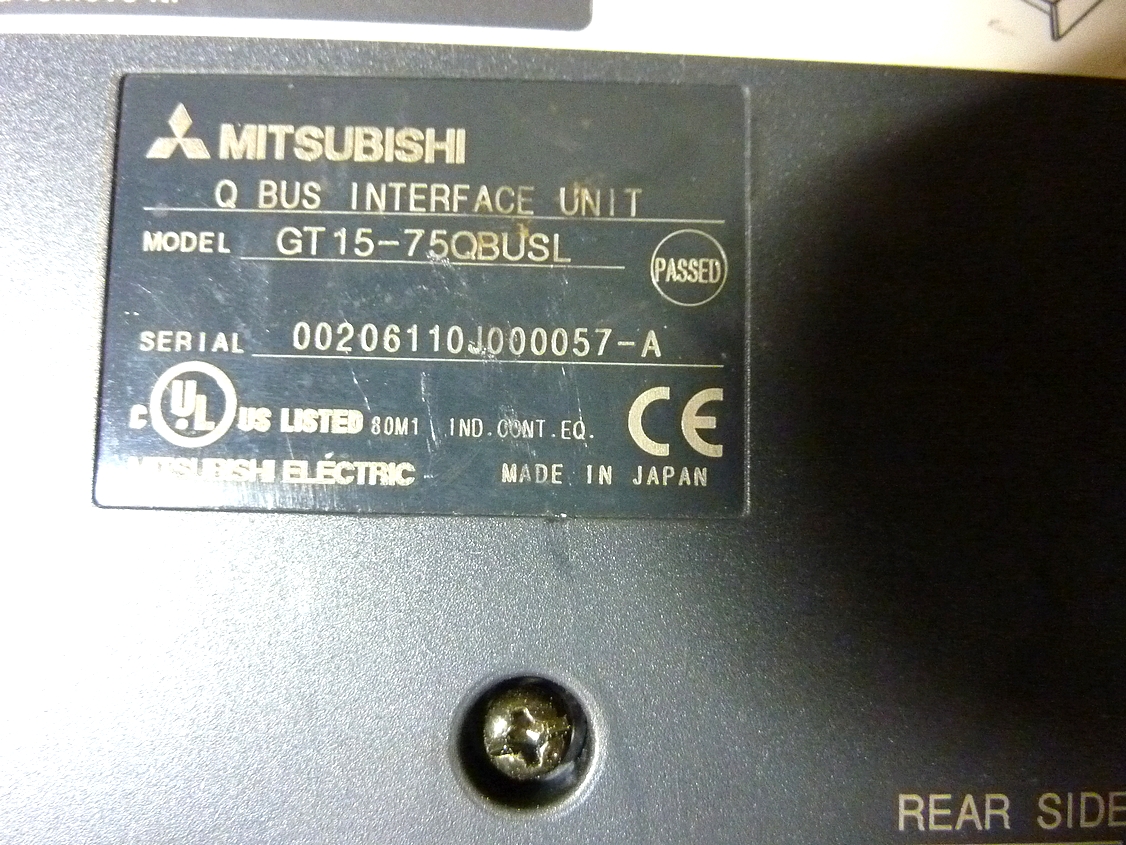 MITSUBISHI
Q BUS INTERFACE UNIT
MODEL GT15-75QBUSL
PASSED
SERIAL 00206110J000057-A
C UL US LISTED 80M1 IND.CONT.EQ. CE
MITSUBISHI ELECTRIC MADE IN JAPAN
REAR SIDE